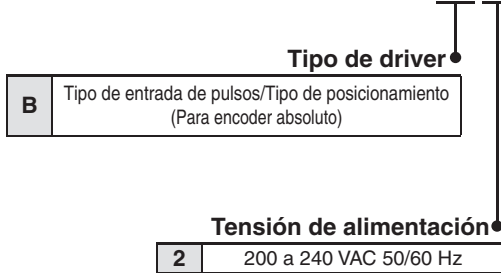 Tipo de driver
B
Tipo de entrada de pulsos/Tipo de posicionamiento
(Para encoder absoluto)
Tensión de alimentación
2 200 a 240 VAC 50/60 Hz